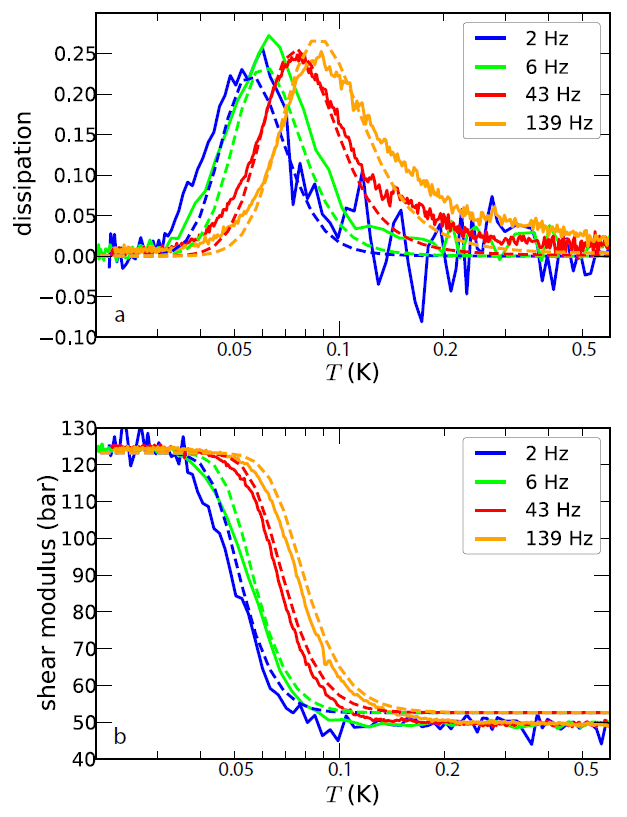 0.25
0.20
0.15
0.10
0.05
0.00
−0.05
−0.10
dissipation
a
2 Hz
6 Hz
43 Hz
139 Hz
0.05 0.1 0.2 0.5
T (K)
130
120
110
100
90
80
70
60
50
40
shear modulus (bar)
b
2 Hz
6 Hz
43 Hz
139 Hz
0.05 0.1 0.2 0.5
T (K)